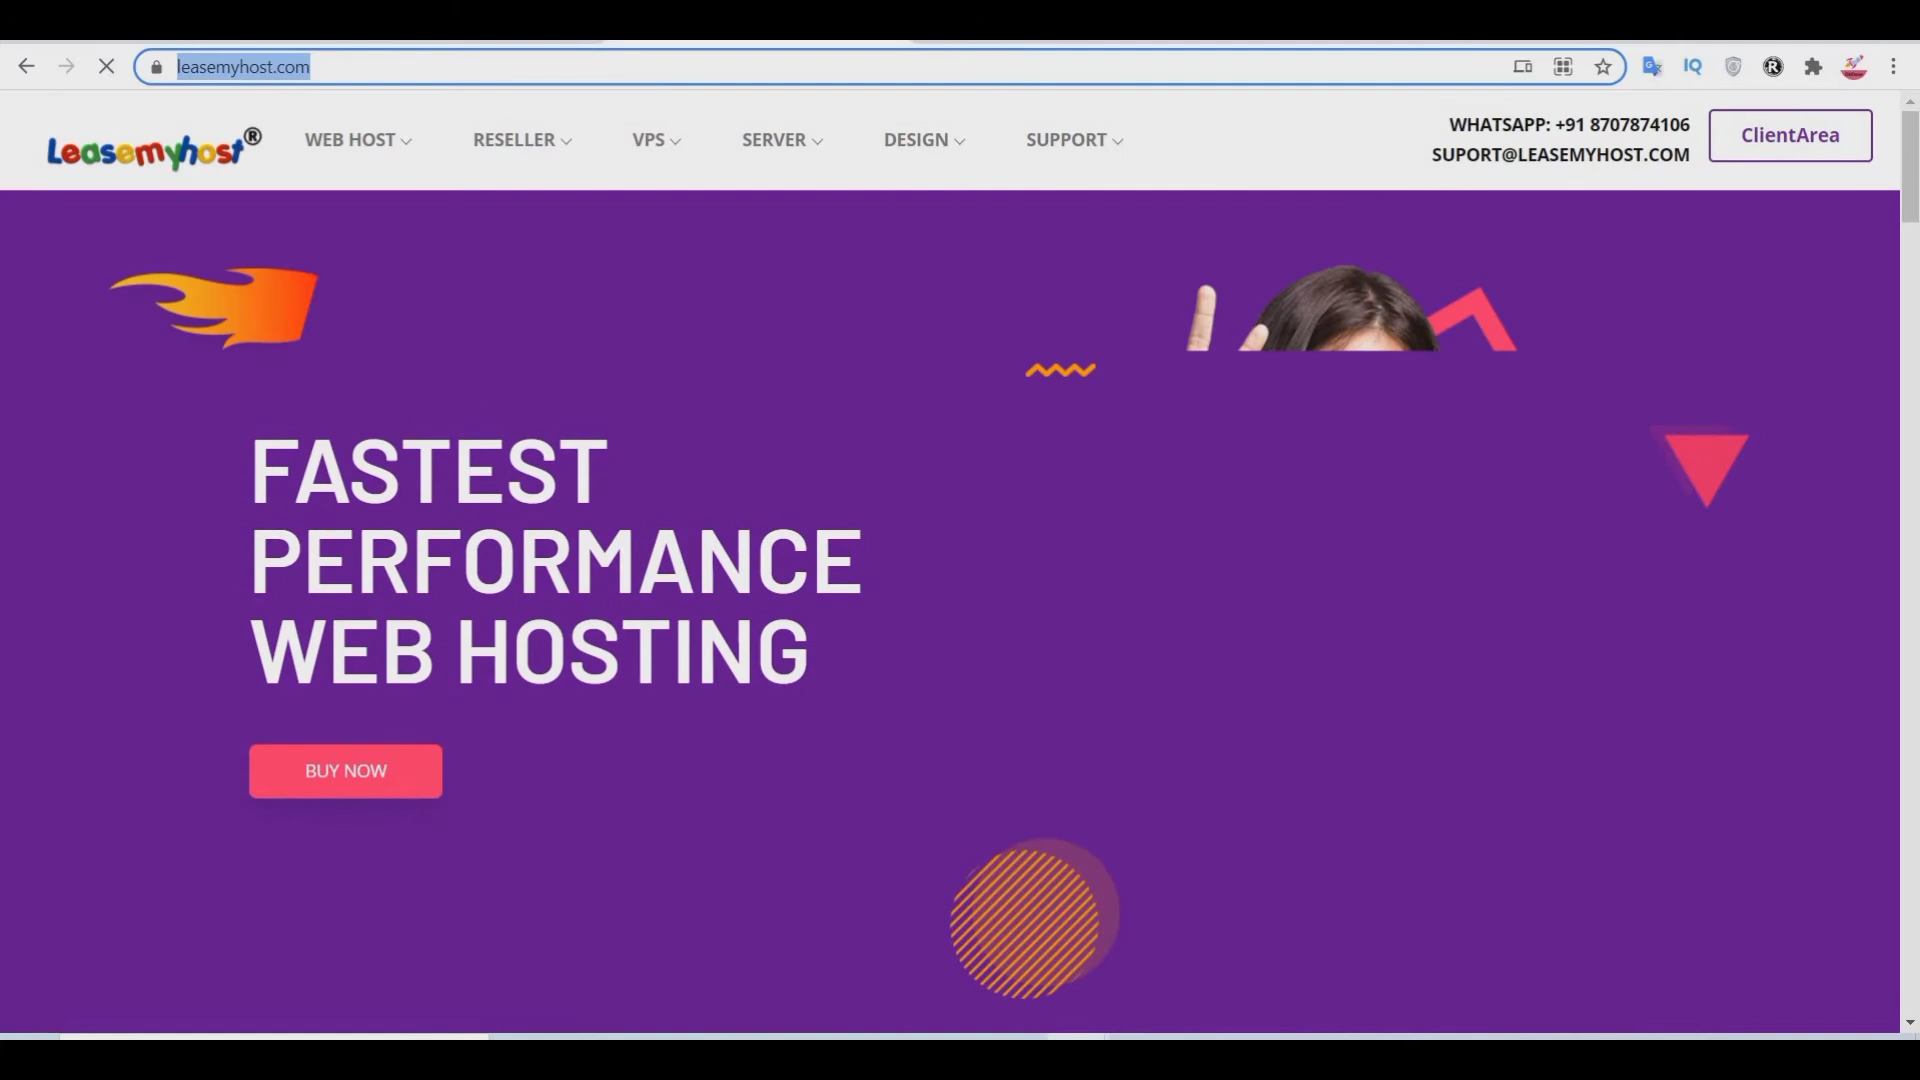 leasemyhost.com
Leasemyhost®
WEB HOST
RESELLER
VPS
SERVER
DESIGN
SUPPORT
WHATSAPP: +91 8707874106
SUPORT@LEASEMYHOST.COM
ClientArea
IQ
R
FASTEST
PERFORMANCE
WEB HOSTING
BUY NOW